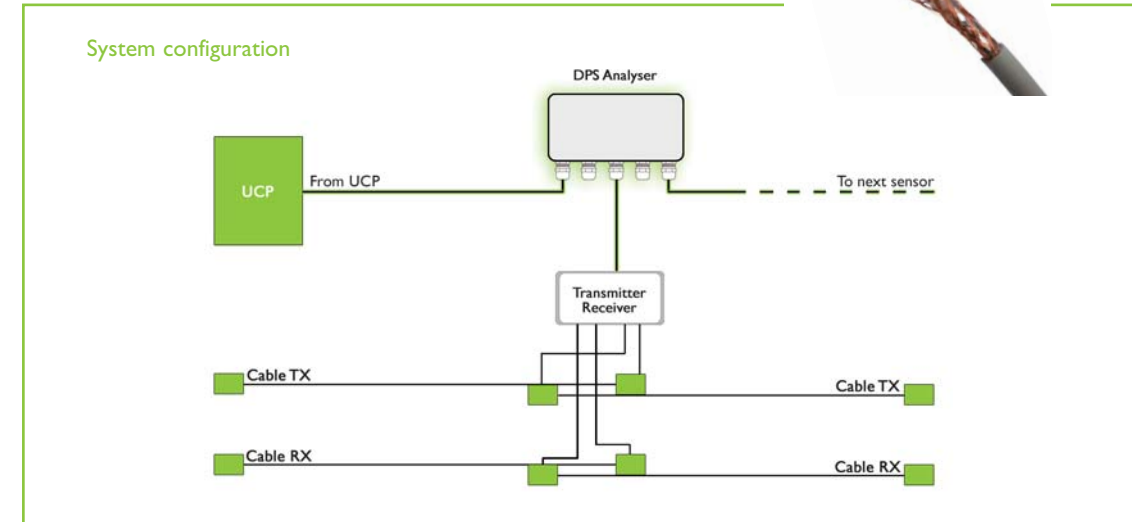 System configuration
DPS Analyser
UCP
From UCP
To next sensor
Transmitter
Receiver
Cable TX
Cable TX
Cable RX
Cable RX